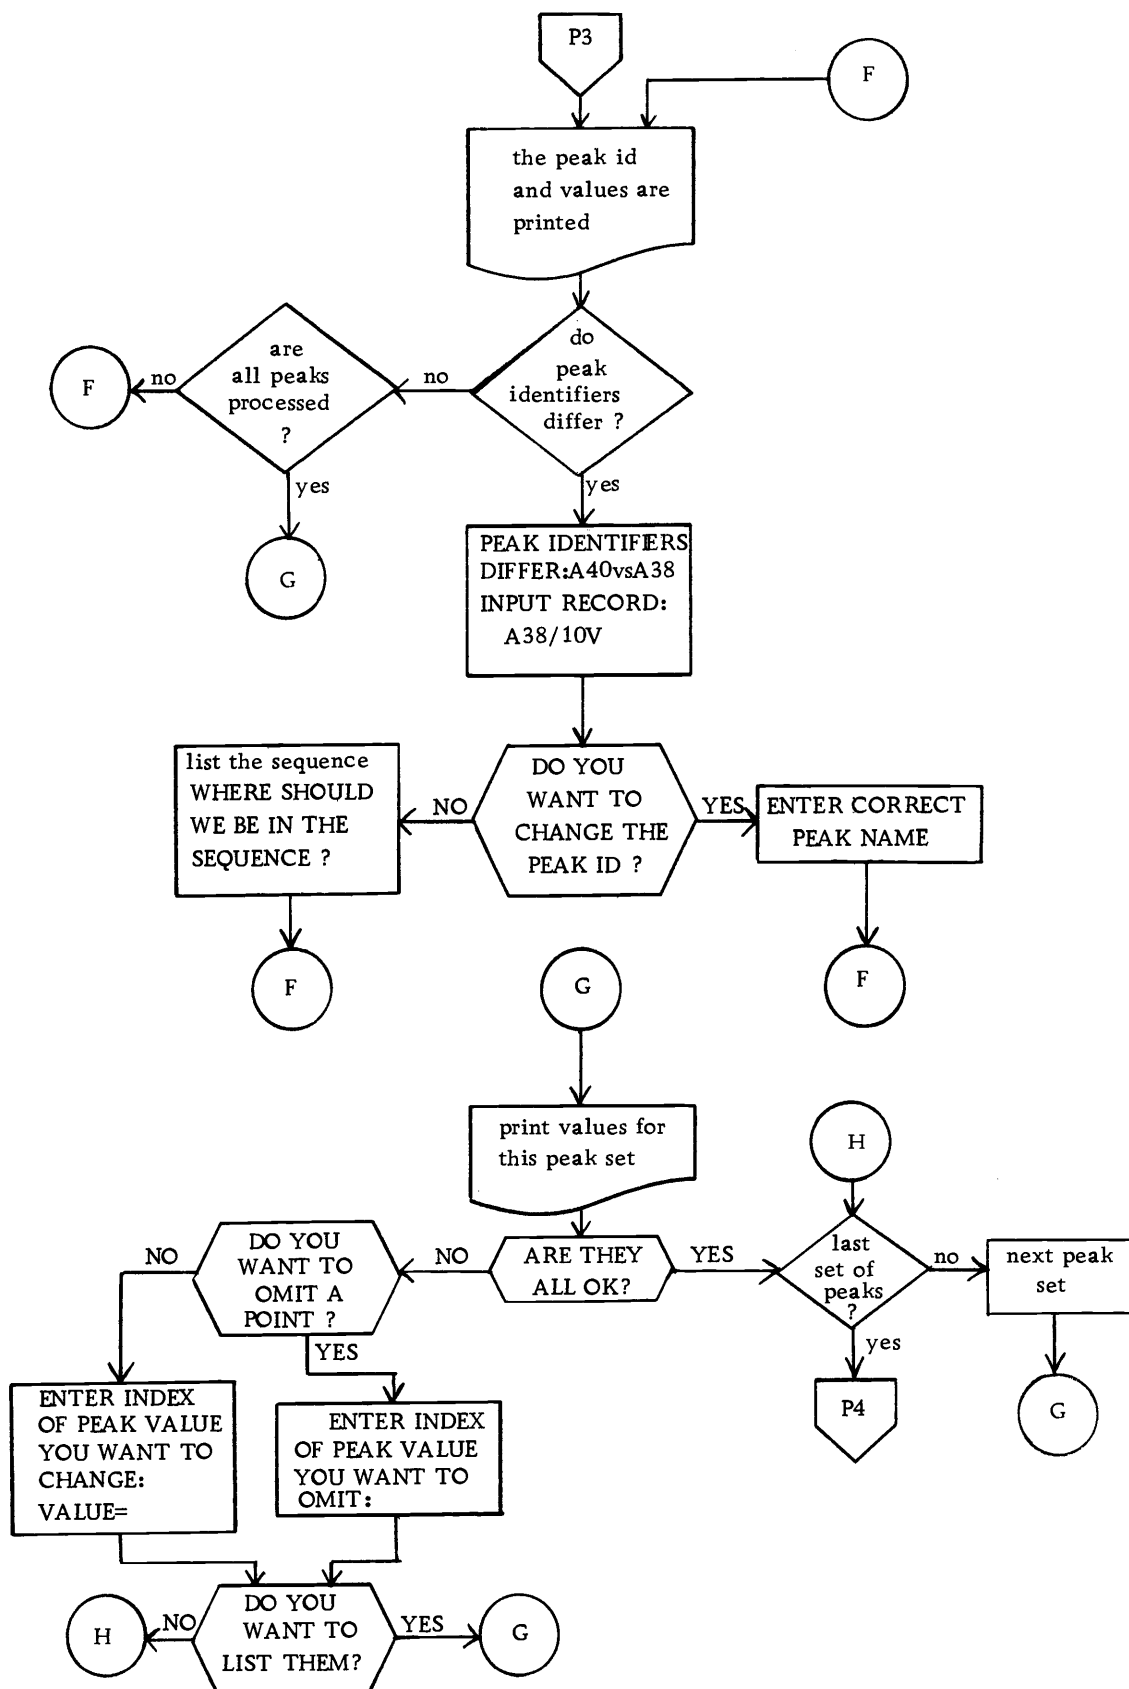 P3
F
the peak id
and values are
printed
do
peak
identifiers
differ ?
no
are
all peaks
processed
?
no
F
yes
G
yes
PEAK IDENTIFIERS
DIFFER:A40vsA38
INPUT RECORD:
A38/10V
DO YOU
WANT TO
CHANGE THE
PEAK ID ?
NO
list the sequence
WHERE SHOULD
WE BE IN THE
SEQUENCE ?
F
YES
ENTER CORRECT
PEAK NAME
F
G
print values for
this peak set
ARE THEY
ALL OK?
YES
H
last
set of
peaks
?
no
next peak
set
G
yes
P4
NO
DO YOU
WANT TO
OMIT A
POINT ?
NO
ENTER INDEX
OF PEAK VALUE
YOU WANT TO
CHANGE:
VALUE=
YES
ENTER INDEX
OF PEAK VALUE
YOU WANT TO
OMIT:
DO YOU
WANT TO
LIST THEM?
NO
H
YES
G